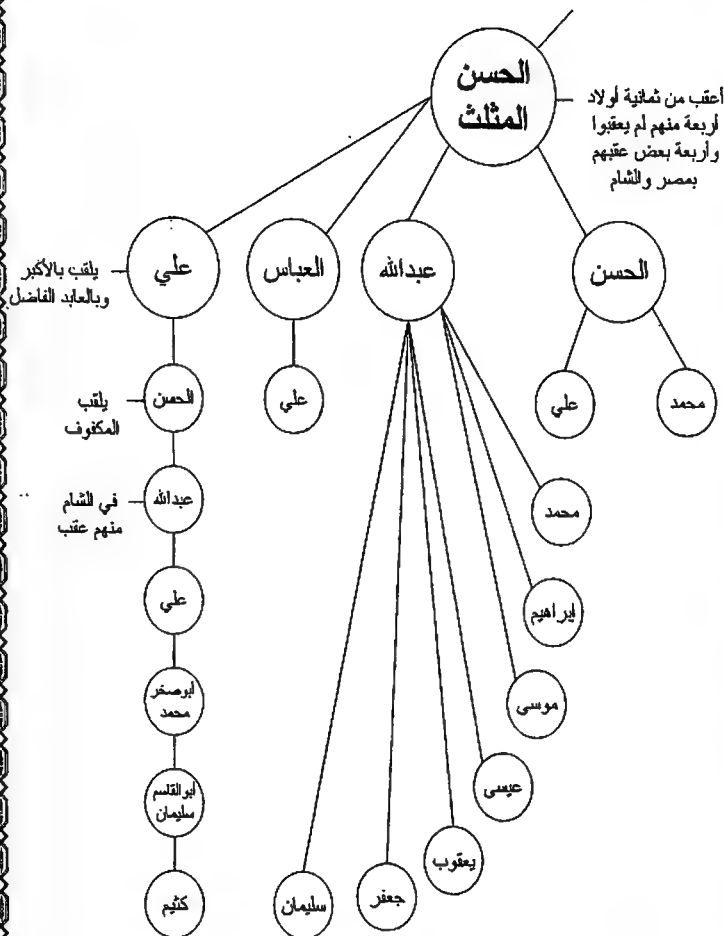 الحسن
المثلث
أعقب من ثمانية أولاد
أربعة منهم لم يعقبوا
وأربعة بعض عقبهم
بمصر والشام
الحسن
عبدالله
العباس
علي
يلقب بالأكبر
وبالعابد الفاضل
محمد
علي
علي
الحسن
يلقب
المكفوف
عبدالله
في الشام
منهم عقب
محمد
علي
إبراهيم
أبوصخر
محمد
موسى
عيسى
أبوالقاسم
سليمان
يعقوب
جعفر
سليمان
كثيم